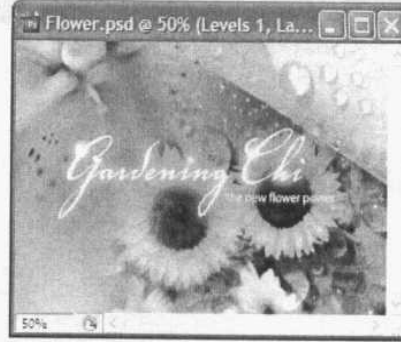 Flower.psd @ 50% (Levels 1, La...
Gardening Chi
The new flower power
50%